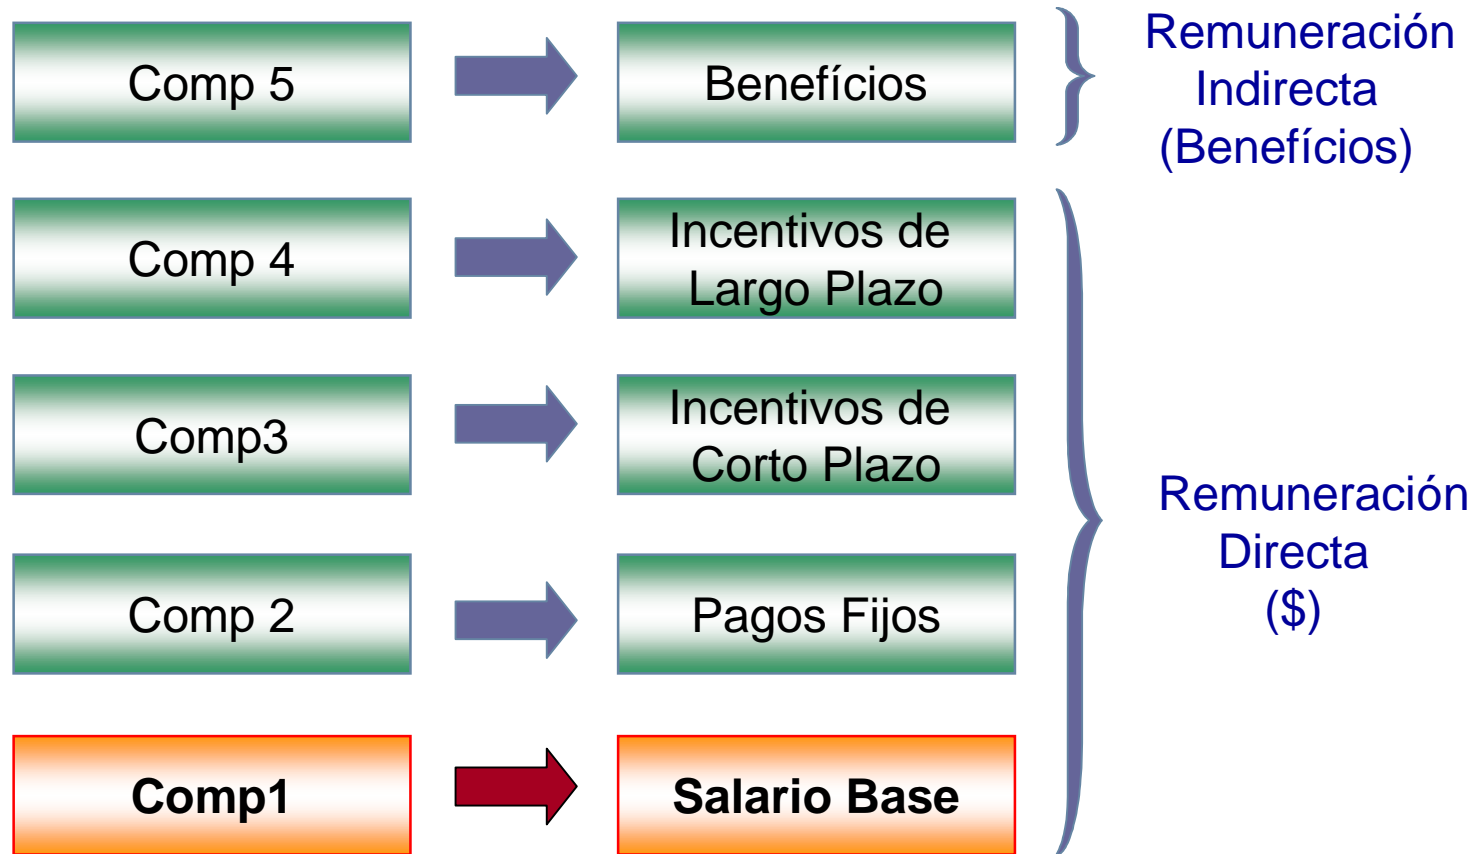 Comp 5
Benefícios
Remuneración
Indirecta
(Benefícios)
Comp 4
Incentivos de
Largo Plazo
Comp3
Incentivos de
Corto Plazo
Remuneración
Directa
($)
Comp 2
Pagos Fijos
Comp1
Salario Base